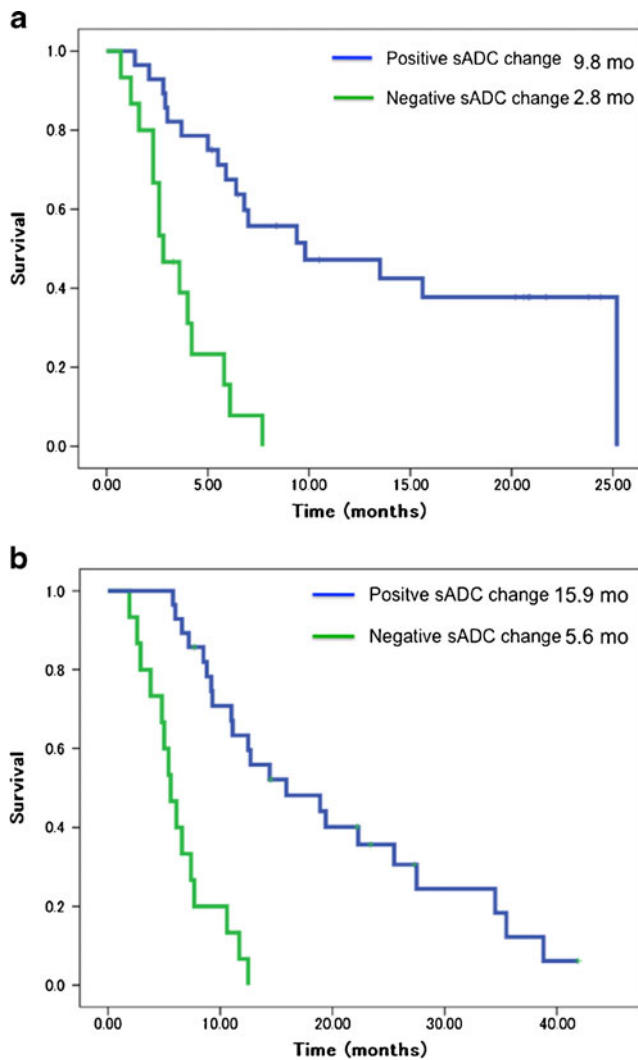 a
Positive sADC change 9.8 mo
Negative sADC change 2.8 mo
1.0
0.8
0.6
0.4
0.2
0.0
Survival
0.00 5.00 10.00 15.00 20.00 25.00
Time (months)
b
Positve sADC change 15.9 mo
Negative sADC change 5.6 mo
1.0
0.8
0.6
0.4
0.2
0.0
Survival
0.00 10.00 20.00 30.00 40.00
Time (months)